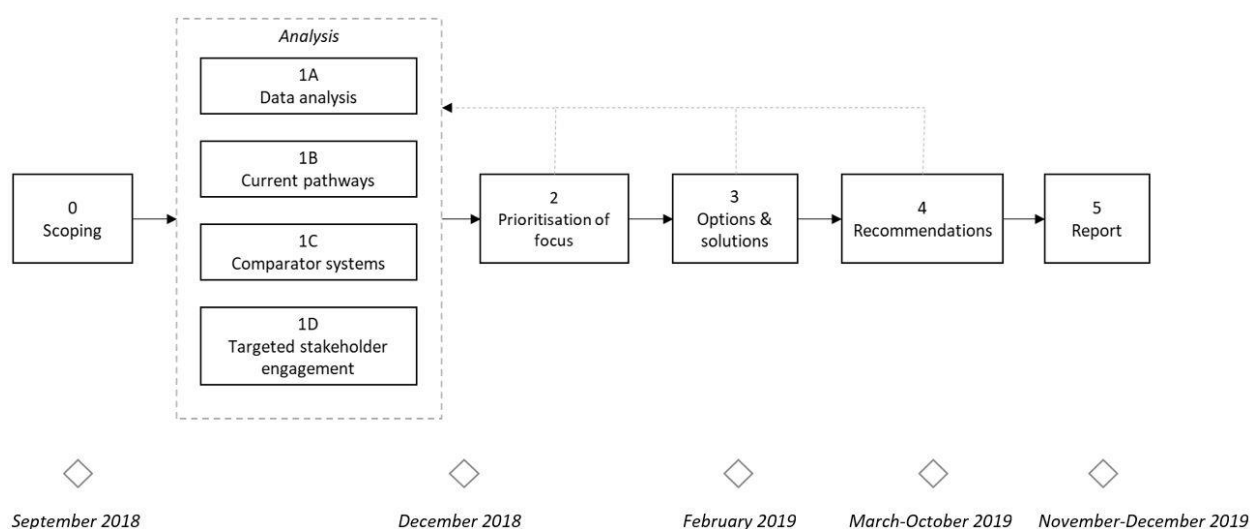 Analysis
1A
Data analysis
1B
Current pathways
1C
Comparator systems
1D
Targeted stakeholder
engagement
0
Scoping
2
Prioritisation of
focus
3
Options &
solutions
4
Recommendations
5
Report
September 2018
December 2018
February 2019
March-October 2019
November-December 2019